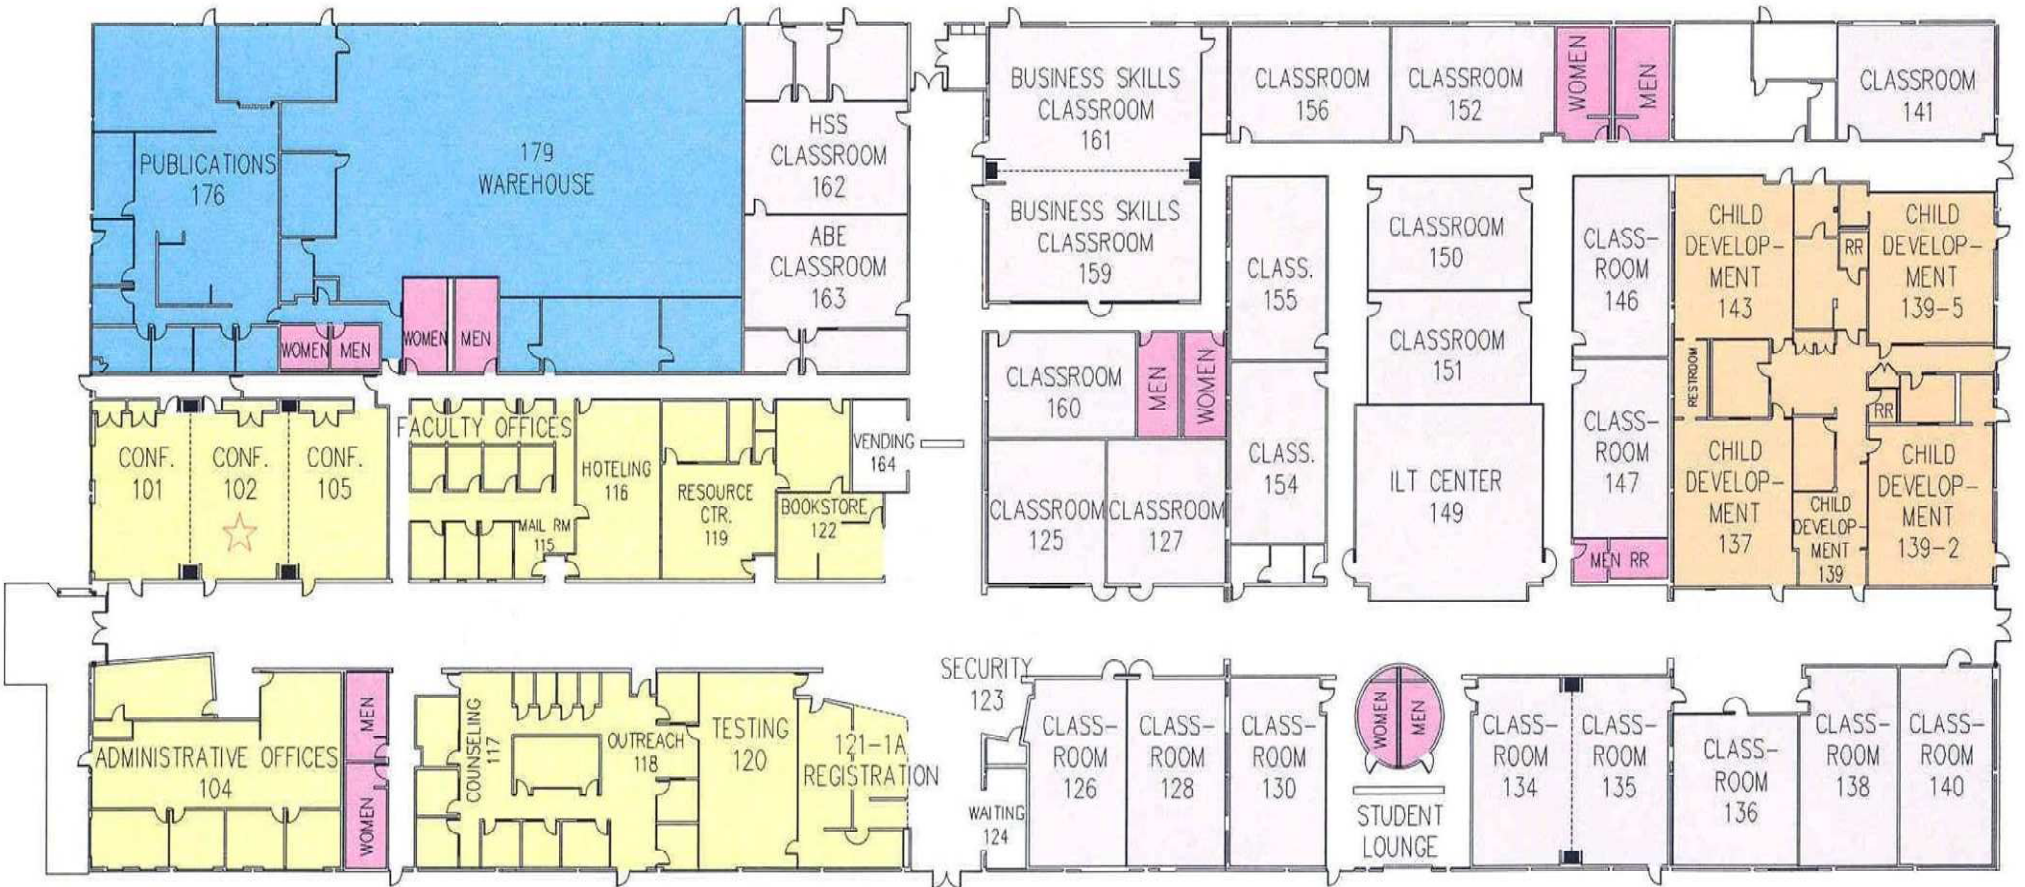 PUBLICATIONS
176
179
WAREHOUSE
WOMEN
MEN
WOMEN
MEN
HSS
CLASSROOM
162
ABE
CLASSROOM
163
BUSINESS SKILLS
CLASSROOM
161
BUSINESS SKILLS
CLASSROOM
159
CLASSROOM
156
CLASSROOM
152
WOMEN
MEN
CLASSROOM
141
CLASS.
155
CLASSROOM
150
CLASSROOM
151
CLASS-
ROOM
146
CHILD
DEVELOP-
MENT
143
RR
CHILD
DEVELOP-
MENT
139-5
CLASSROOM
160
MEN
WOMEN
RESTROOM
RR
CONF.
101
CONF.
102
CONF.
105
FACULTY OFFICES
MAIL RM
115
HOTELING
116
RESOURCE
CTR.
119
BOOKSTORE
122
VENDING
164
CLASSROOM
125
CLASSROOM
127
CLASS.
154
ILT CENTER
149
CLASS-
ROOM
147
MEN RR
CHILD
DEVELOP-
MENT
137
CHILD
DEVELOP-
MENT
139
CHILD
DEVELOP-
MENT
139-2
ADMINISTRATIVE OFFICES
104
MEN
WOMEN
COUNSELING
117
OUTREACH
118
TESTING
120
121-1A
REGISTRATION
SECURITY
123
WAITING
124
CLASS-
ROOM
126
CLASS-
ROOM
128
CLASS-
ROOM
130
WOMEN
MEN
STUDENT
LOUNGE
CLASS-
ROOM
134
CLASS-
ROOM
135
CLASS-
ROOM
136
CLASS-
ROOM
138
CLASS-
ROOM
140